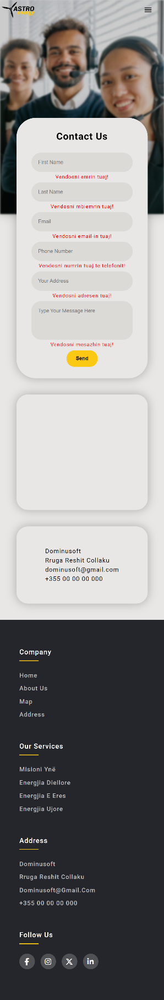 ASTRO
Energy
Contact Us
First Name
Vendosni emrin tuaj!
Last Name
Vendosni mbiemrin tuaj!
Email
Vendosni email-in tuaj!
Phone Number
Vendosni numrin tuaj te telefonit!
Your Address
Vendosni adresen tuaj!
Type Your Message Here
Vendosni mesazhin tuaj!
Send
Dominusoft
Rruga Reshit Collaku
dominusoft@gmail.com
+355 00 00 00 000
Company
Home
About Us
Map
Address
Our Services
Misioni Ynë
Energjia Diellore
Energjia E Eres
Energjia Ujore
Address
Dominusoft
Rruga Reshit Collaku
Dominusoft@Gmail.Com
+355 00 00 00 000
Follow Us